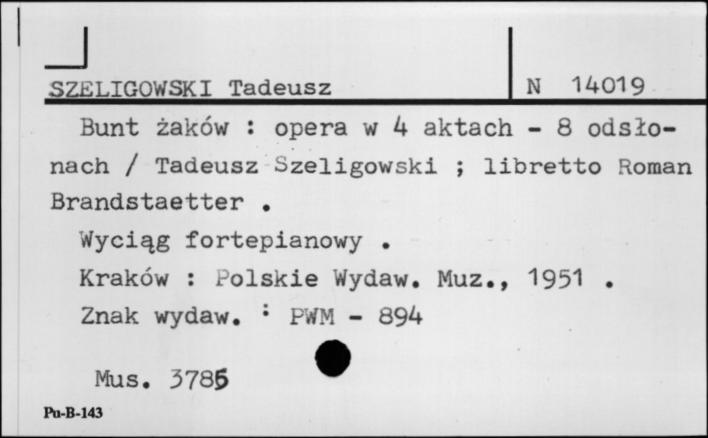 SZELIGOWSKI Tadeusz
N 14019
Bunt żaków : opera w 4 aktach - 8 odsło-
nach / Tadeusz Szeligowski ; libretto Roman
Brandstaetter .
Wyciąg fortepianowy .
Kraków : Polskie Wydaw. Muz., 1951 .
Znak wydaw. : PWM - 894
Mus. 3785
Pu-B-143